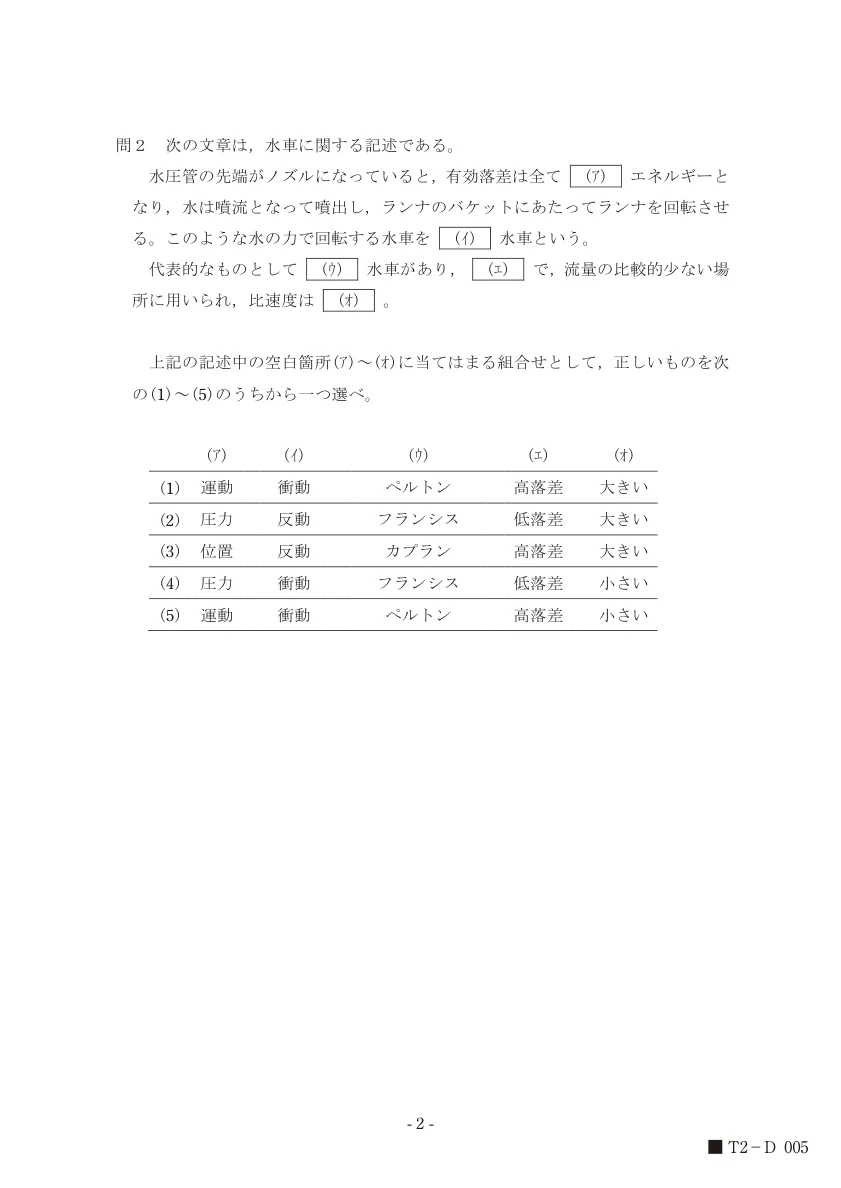 問２　次の文章は，水車に関する記述である。
水圧管の先端がノズルになっていると，有効落差は全て (ｱ) エネルギーと
なり，水は噴流となって噴出し，ランナのバケットにあたってランナを回転させ
る。このような水の力で回転する水車を (ｲ) 水車という。
代表的なものとして (ｳ) 水車があり， (ｴ) で，流量の比較的少ない場
所に用いられ，比速度は (ｵ) 。
上記の記述中の空白箇所(ｱ)～(ｵ)に当てはまる組合せとして，正しいものを次
の(1)～(5)のうちから一つ選べ。
(ｱ) (ｲ) (ｳ) (ｴ) (ｵ)
(1) 運動 衝動 ペルトン 高落差 大きい
(2) 圧力 反動 フランシス 低落差 大きい
(3) 位置 反動 カプラン 高落差 大きい
(4) 圧力 衝動 フランシス 低落差 小さい
(5) 運動 衝動 ペルトン 高落差 小さい
- 2 -
■ T2－D 005